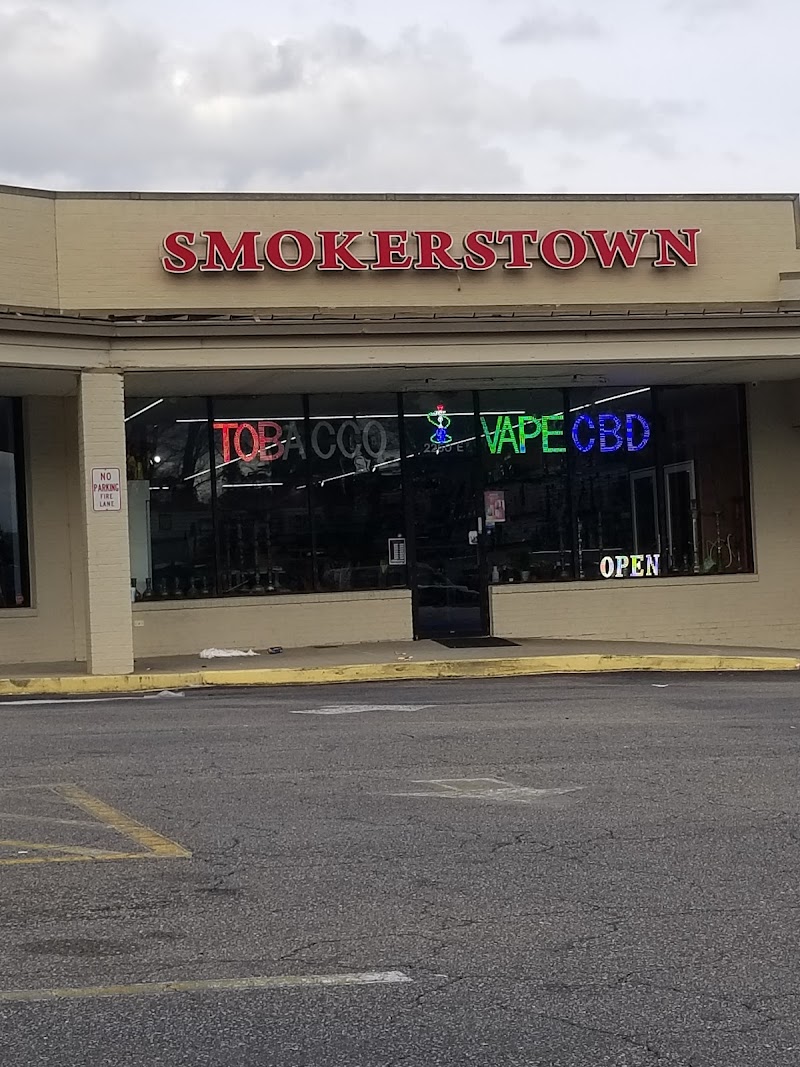 SMOKERSTOWN
TOBACCO
VAPE CBD
NO
PARKING
FIRE
LANE
OPEN